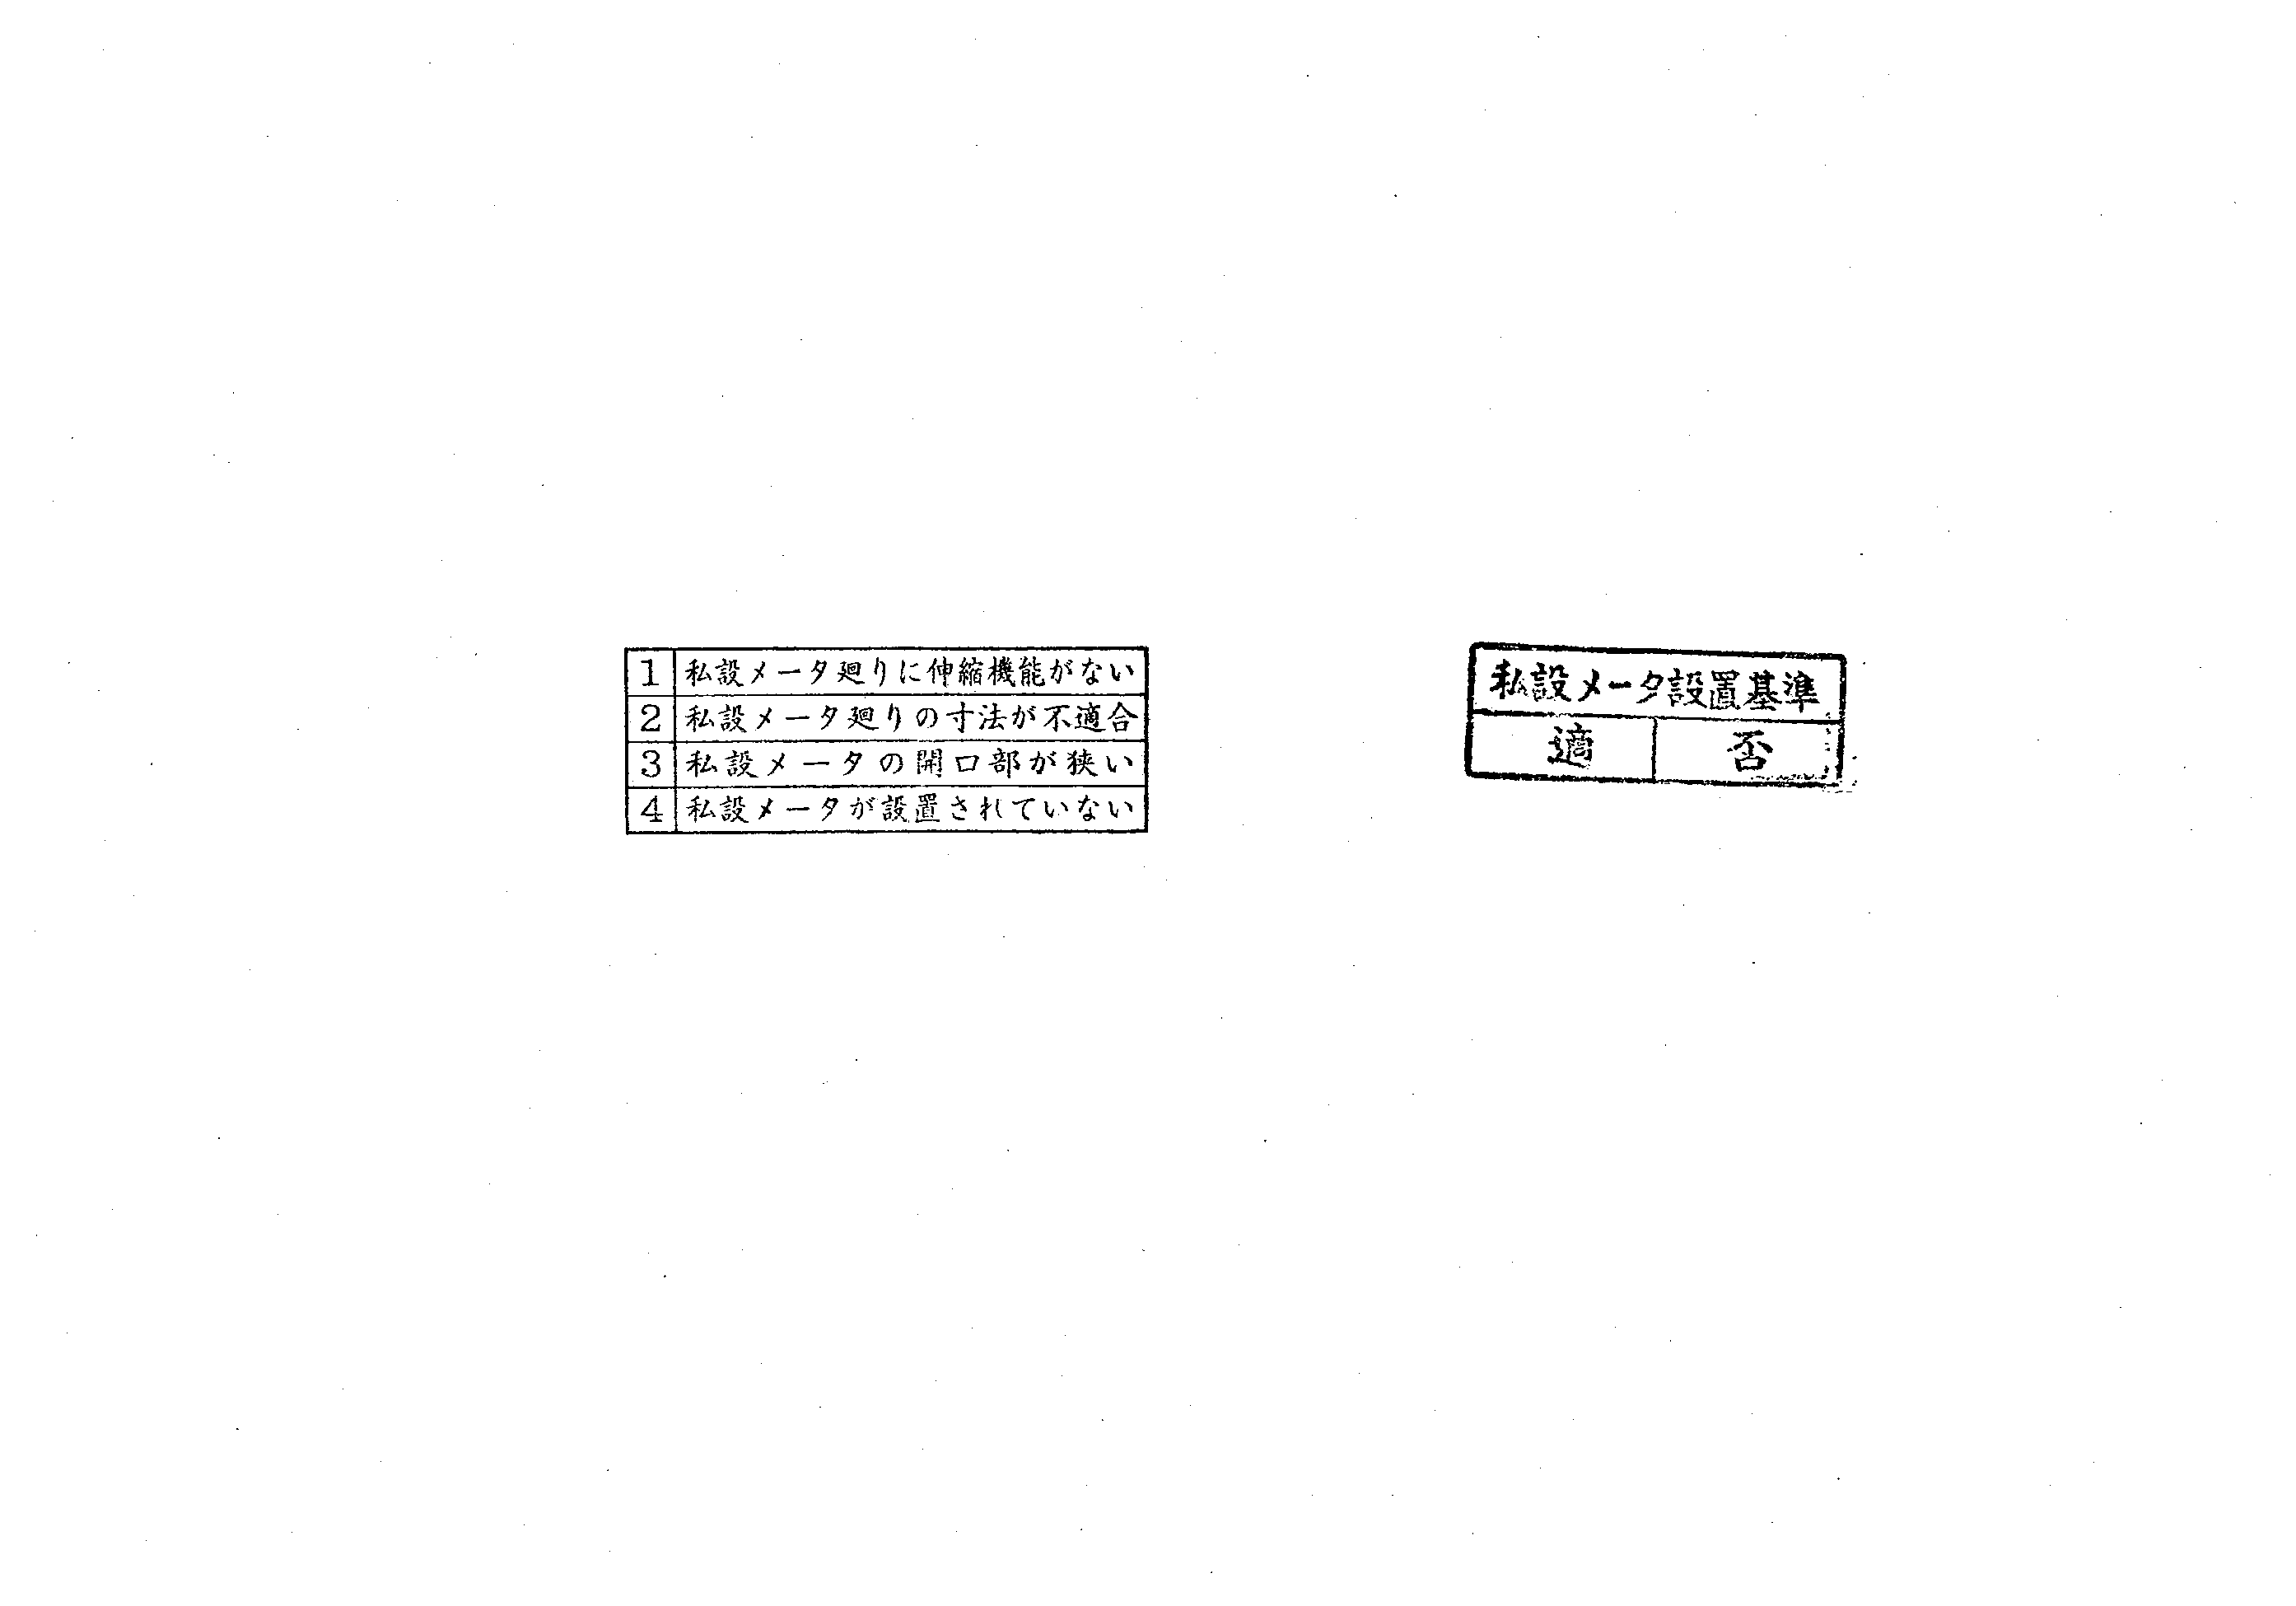 1 私設メータ廻りに伸縮機能がない
2 私設メータ廻りの寸法が不適合
3 私設メータの開口部が狭い
4 私設メータが設置されていない
私設メータ設置基準
適 否